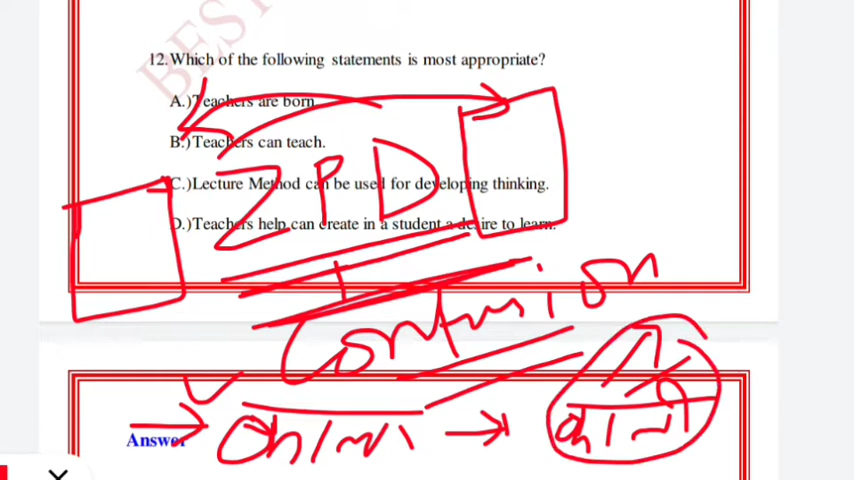 BEST
12.Which of the following statements is most appropriate?
A.)Teachers are born.
B.)Teachers can teach.
C.)Lecture Method can be used for developing thinking.
D.)Teachers help can create in a student a desire to learn.
ZPD
Confusion
Answer